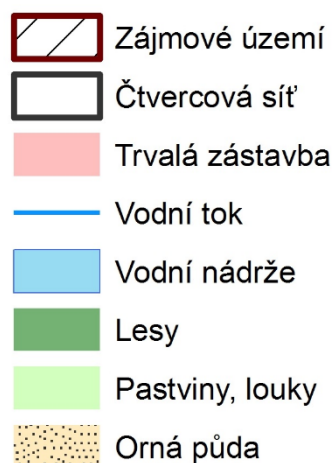 Zájmové území
Čtvercová síť
Trvalá zástavba
Vodní tok
Vodní nádrže
Lesy
Pastviny, louky
Orná půda